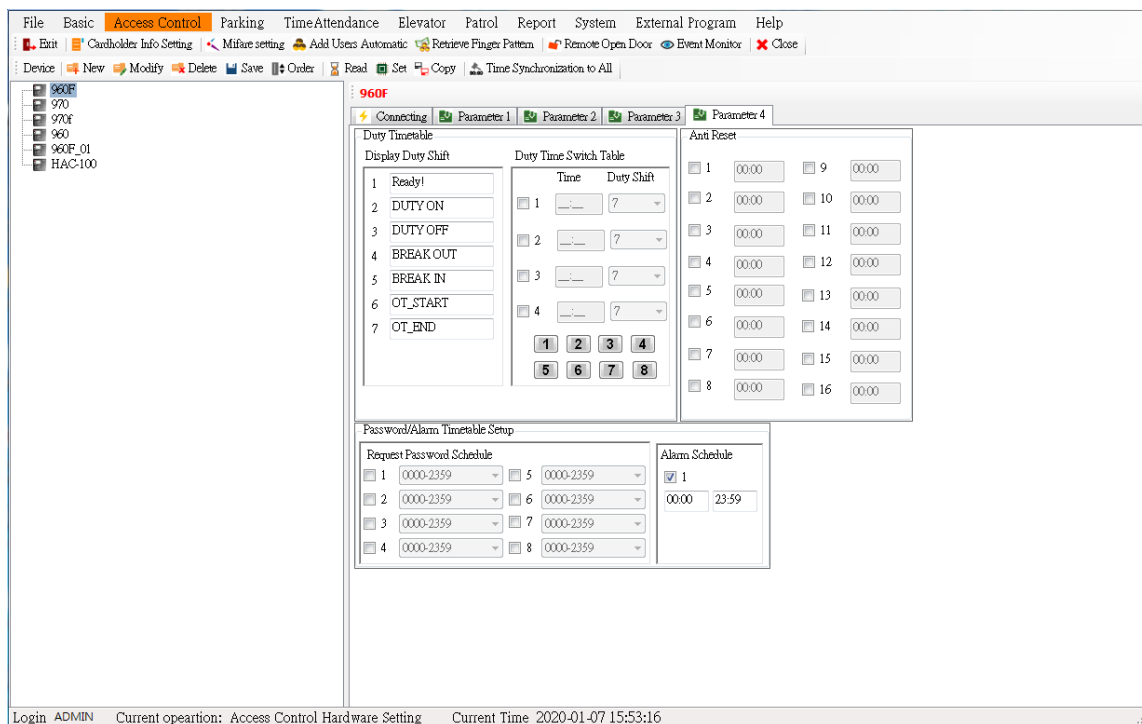 File Basic Access Control Parking TimeAttendance Elevator Patrol Report System External Program Help
Exit Cardholder Info Setting Mifare setting Add Users Automatic Retrieve Finger Pattern Remote Open Door Event Monitor Close
Device New Modify Delete Save Order Read Set Copy Time Synchronization to All
960F
970
970f
960
960F_01
HAC-100
960F
Connecting Parameter 1 Parameter 2 Parameter 3 Parameter 4
Duty Timetable
Display Duty Shift
1 Ready!
2 DUTY ON
3 DUTY OFF
4 BREAK OUT
5 BREAK IN
6 OT_START
7 OT_END
Duty Time Switch Table
Time Duty Shift
1 __:__ 7
2 __:__ 7
3 __:__ 7
4 __:__ 7
1 2 3 4
5 6 7 8
Anti Reset
1 00:00 9 00:00
2 00:00 10 00:00
3 00:00 11 00:00
4 00:00 12 00:00
5 00:00 13 00:00
6 00:00 14 00:00
7 00:00 15 00:00
8 00:00 16 00:00
Password/Alarm Timetable Setup
Request Password Schedule
1 0000-2359 5 0000-2359
2 0000-2359 6 0000-2359
3 0000-2359 7 0000-2359
4 0000-2359 8 0000-2359
Alarm Schedule
1
00:00 23:59
Login ADMIN Current opeartion: Access Control Hardware Setting Current Time 2020-01-07 15:53:16